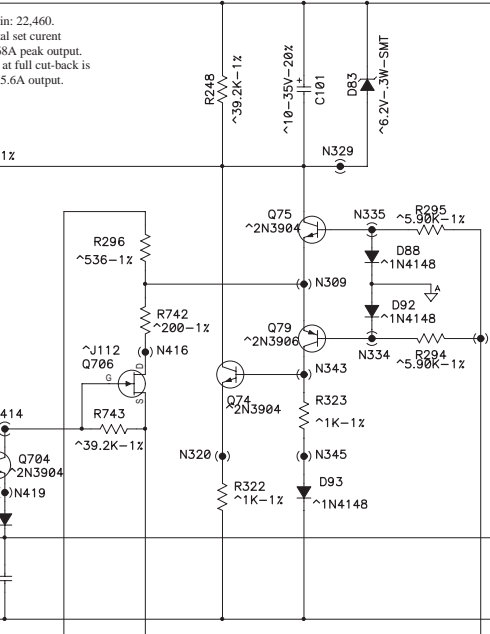 in: 22,460.
al set curent
68A peak output.
at full cut-back is
5.6A output.
R248
^39.2K-1%
^10-35V-20%
+
C101
D83
^6.2V-.3W-SMT
1%
N329
Q75
^2N3904
N335
R295
^5.90K-1%
R296
^536-1%
D88
^1N4148
A
N309
R742
^200-1%
D92
^1N4148
Q79
^2N3906
N334
R294
^5.90K-1%
^J112
Q706
N416
D
G
S
N343
Q74
^2N3904
R323
^1K-1%
414
R743
^39.2K-1%
N320
N345
Q704
^2N3904
N419
R322
^1K-1%
D93
^1N4148